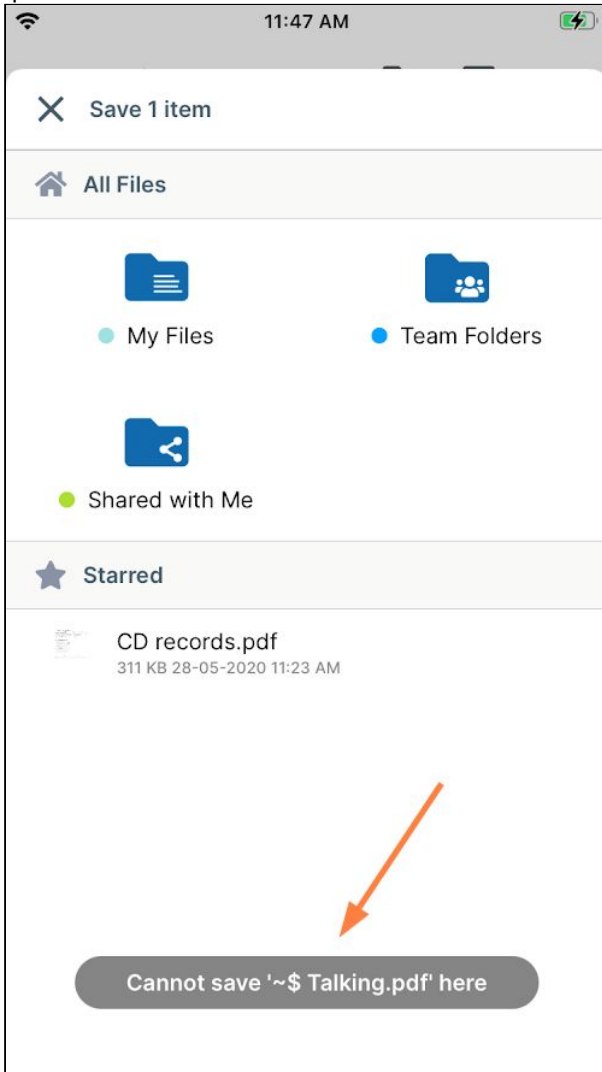 11:47 AM
Save 1 item
All Files
My Files
Team Folders
Shared with Me
Starred
CD records.pdf
311 KB 28-05-2020 11:23 AM
Cannot save '~$ Talking.pdf' here